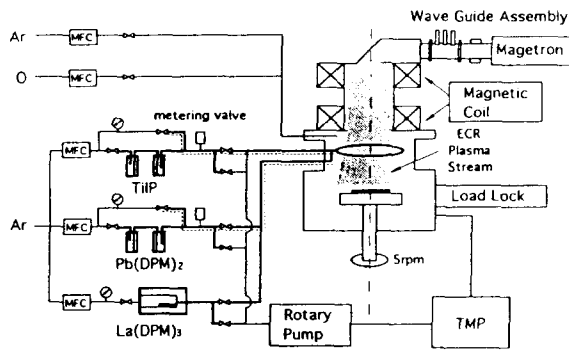 Wave Guide Assembly
Ar
MFC
Magetron
O
MFC
Magnetic
Coil
metering valve
ECR
Plasma
Stream
MFC
TiIP
Load Lock
Ar
MFC
Pb(DPM)2
5rpm
MFC
La(DPM)3
Rotary
Pump
TMP